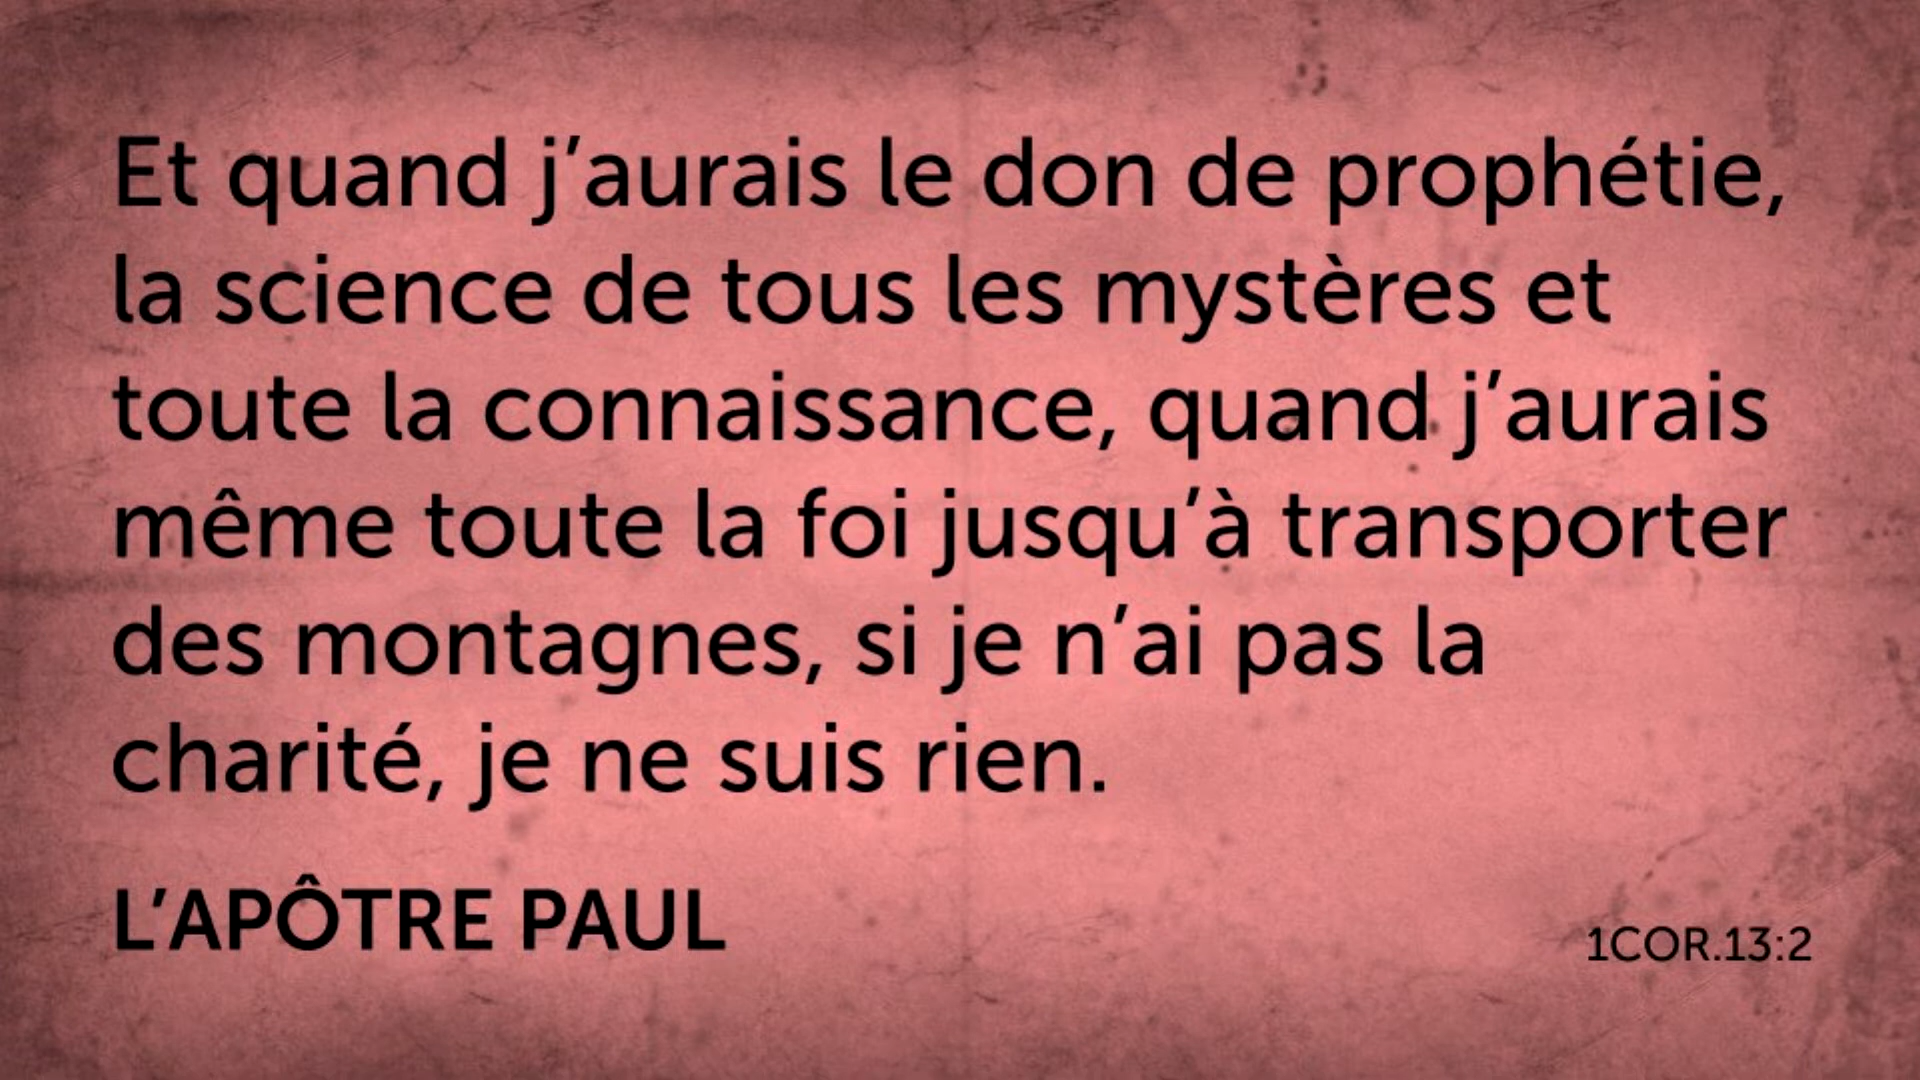 Et quand j’aurais le don de prophétie,
la science de tous les mystères et
toute la connaissance, quand j’aurais
même toute la foi jusqu’à transporter
des montagnes, si je n’ai pas la
charité, je ne suis rien.
L’APÔTRE PAUL
1COR.13:2